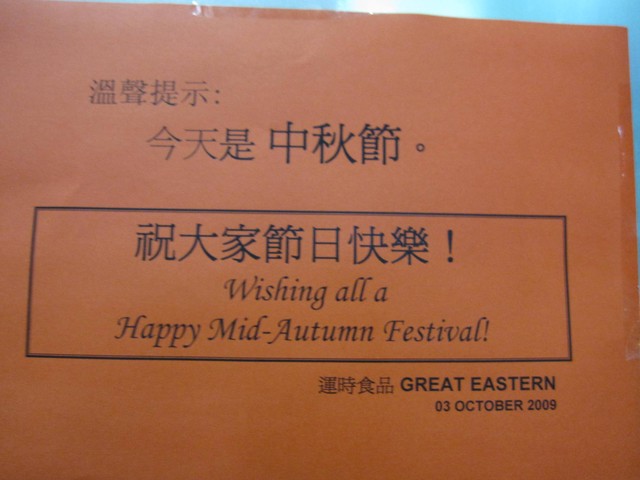 溫聲提示:
今天是 中秋節。
祝大家節日快樂！
Wishing all a
Happy Mid-Autumn Festival!
運時食品 GREAT EASTERN
03 OCTOBER 2009